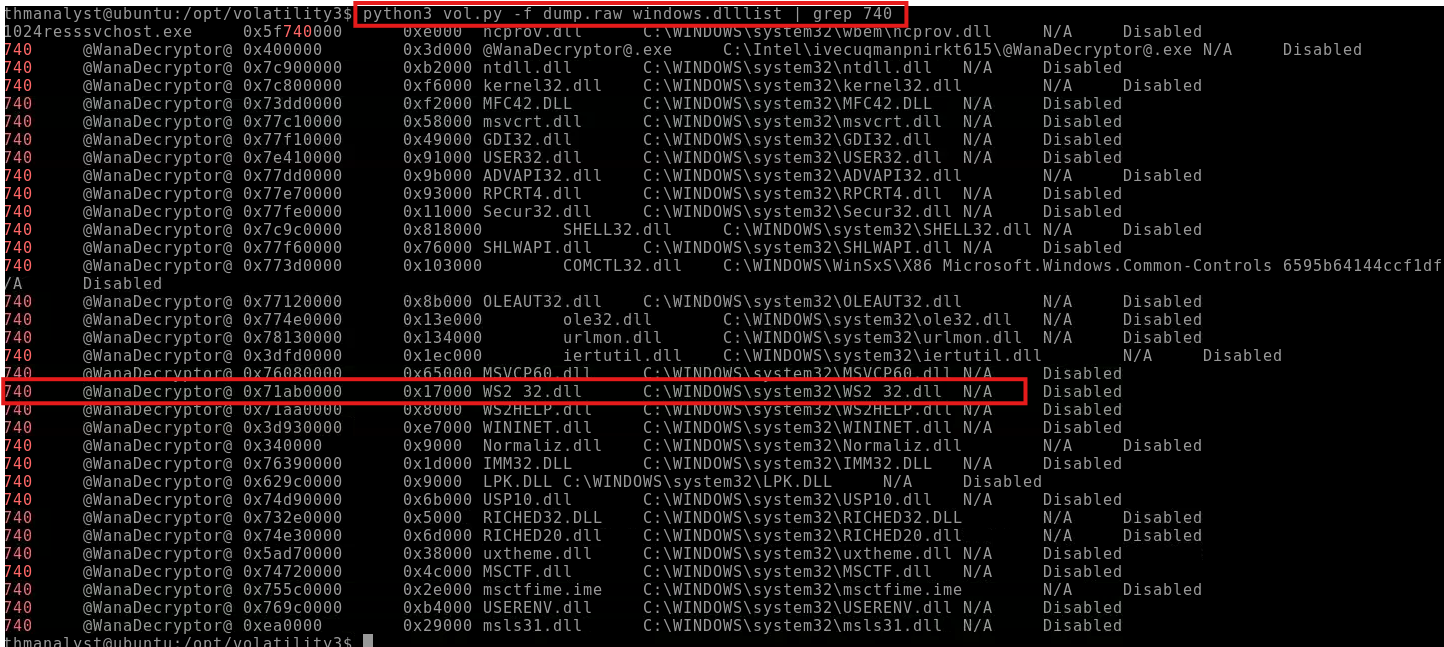 thmanalyst@ubuntu:/opt/volatility3$ python3 vol.py -f dump.raw windows.dlllist | grep 740
1024resssvchost.exe 0x5f740000 0xe000 ncprov.dll C:\WINDOWS\system32\wbem\ncprov.dll N/A Disabled
740 @WanaDecryptor@ 0x400000 0x3d000 @WanaDecryptor@.exe C:\Intel\ivecuqmanpnirkt615\@WanaDecryptor@.exe N/A Disabled
740 @WanaDecryptor@ 0x7c900000 0xb2000 ntdll.dll C:\WINDOWS\system32\ntdll.dll N/A Disabled
740 @WanaDecryptor@ 0x7c800000 0xf6000 kernel32.dll C:\WINDOWS\system32\kernel32.dll N/A Disabled
740 @WanaDecryptor@ 0x73dd0000 0xf2000 MFC42.DLL C:\WINDOWS\system32\MFC42.DLL N/A Disabled
740 @WanaDecryptor@ 0x77c10000 0x58000 msvcrt.dll C:\WINDOWS\system32\msvcrt.dll N/A Disabled
740 @WanaDecryptor@ 0x77f10000 0x49000 GDI32.dll C:\WINDOWS\system32\GDI32.dll N/A Disabled
740 @WanaDecryptor@ 0x7e410000 0x91000 USER32.dll C:\WINDOWS\system32\USER32.dll N/A Disabled
740 @WanaDecryptor@ 0x77dd0000 0x9b000 ADVAPI32.dll C:\WINDOWS\system32\ADVAPI32.dll N/A Disabled
740 @WanaDecryptor@ 0x77e70000 0x93000 RPCRT4.dll C:\WINDOWS\system32\RPCRT4.dll N/A Disabled
740 @WanaDecryptor@ 0x77fe0000 0x11000 Secur32.dll C:\WINDOWS\system32\Secur32.dll N/A Disabled
740 @WanaDecryptor@ 0x7c9c0000 0x818000 SHELL32.dll C:\WINDOWS\system32\SHELL32.dll N/A Disabled
740 @WanaDecryptor@ 0x77f60000 0x76000 SHLWAPI.dll C:\WINDOWS\system32\SHLWAPI.dll N/A Disabled
740 @WanaDecryptor@ 0x773d0000 0x103000 COMCTL32.dll C:\WINDOWS\WinSxS\X86 Microsoft.Windows.Common-Controls 6595b64144ccf1df
/A Disabled
740 @WanaDecryptor@ 0x77120000 0x8b000 OLEAUT32.dll C:\WINDOWS\system32\OLEAUT32.dll N/A Disabled
740 @WanaDecryptor@ 0x774e0000 0x13e000 ole32.dll C:\WINDOWS\system32\ole32.dll N/A Disabled
740 @WanaDecryptor@ 0x78130000 0x134000 urlmon.dll C:\WINDOWS\system32\urlmon.dll N/A Disabled
740 @WanaDecryptor@ 0x3dfd0000 0x1ec000 iertutil.dll C:\WINDOWS\system32\iertutil.dll N/A Disabled
740 @WanaDecryptor@ 0x76080000 0x65000 MSVCP60.dll C:\WINDOWS\system32\MSVCP60.dll N/A Disabled
740 @WanaDecryptor@ 0x71ab0000 0x17000 WS2 32.dll C:\WINDOWS\system32\WS2 32.dll N/A Disabled
740 @WanaDecryptor@ 0x71aa0000 0x8000 WS2HELP.dll C:\WINDOWS\system32\WS2HELP.dll N/A Disabled
740 @WanaDecryptor@ 0x3d930000 0xe7000 WININET.dll C:\WINDOWS\system32\WININET.dll N/A Disabled
740 @WanaDecryptor@ 0x340000 0x9000 Normaliz.dll C:\WINDOWS\system32\Normaliz.dll N/A Disabled
740 @WanaDecryptor@ 0x76390000 0x1d000 IMM32.DLL C:\WINDOWS\system32\IMM32.DLL N/A Disabled
740 @WanaDecryptor@ 0x629c0000 0x9000 LPK.DLL C:\WINDOWS\system32\LPK.DLL N/A Disabled
740 @WanaDecryptor@ 0x74d90000 0x6b000 USP10.dll C:\WINDOWS\system32\USP10.dll N/A Disabled
740 @WanaDecryptor@ 0x732e0000 0x5000 RICHED32.DLL C:\WINDOWS\system32\RICHED32.DLL N/A Disabled
740 @WanaDecryptor@ 0x74e30000 0x6d000 RICHED20.dll C:\WINDOWS\system32\RICHED20.dll N/A Disabled
740 @WanaDecryptor@ 0x5ad70000 0x38000 uxtheme.dll C:\WINDOWS\system32\uxtheme.dll N/A Disabled
740 @WanaDecryptor@ 0x74720000 0x4c000 MSCTF.dll C:\WINDOWS\system32\MSCTF.dll N/A Disabled
740 @WanaDecryptor@ 0x755c0000 0x2e000 msctfime.ime C:\WINDOWS\system32\msctfime.ime N/A Disabled
740 @WanaDecryptor@ 0x769c0000 0xb4000 USERENV.dll C:\WINDOWS\system32\USERENV.dll N/A Disabled
740 @WanaDecryptor@ 0xea0000 0x29000 msls31.dll C:\WINDOWS\system32\msls31.dll N/A Disabled
thmanalyst@ubuntu:/opt/volatility3$